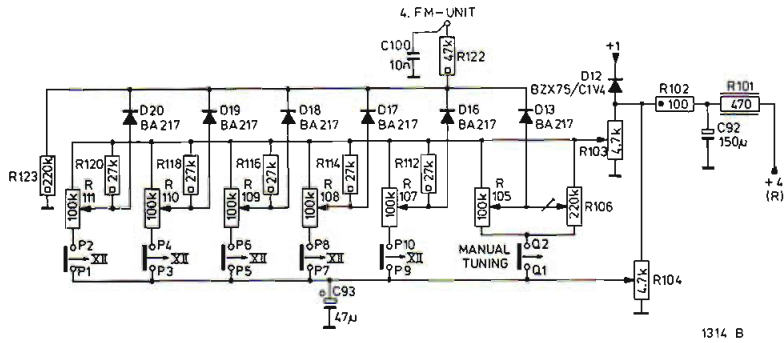 4. FM-UNIT
C100
10n
47k
R122
+1
D12
BZX75/C1V4
R102
100
R101
470
D20
BA217
D19
BA217
D18
BA217
D17
BA217
D16
BA217
D13
BA217
R103
4.7k
C92
150µ
+4
(R)
R123
220k
R120
27k
R118
27k
R116
27k
R114
27k
R112
27k
100k
R
111
100k
R
110
100k
R
109
100k
R
108
100k
R
107
100k
R
105
220k
R106
P2
XII
P1
P4
XII
P3
P6
XII
P5
P8
XII
P7
P10
XII
P9
MANUAL
TUNING
Q2
Q1
C93
47µ
4.7k
R104
1314 B